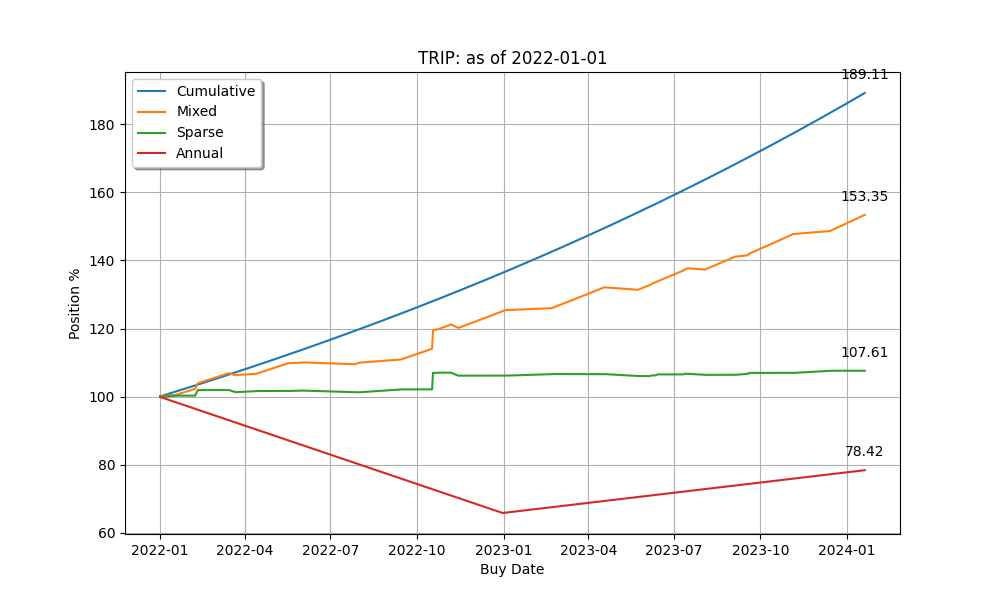 TRIP: as of 2022-01-01
189.11
Cumulative
Mixed
Sparse
Annual
180
160
153.35
140
120
107.61
100
80
78.42
60
Position %
2022-01 2022-04 2022-07 2022-10 2023-01 2023-04 2023-07 2023-10 2024-01
Buy Date